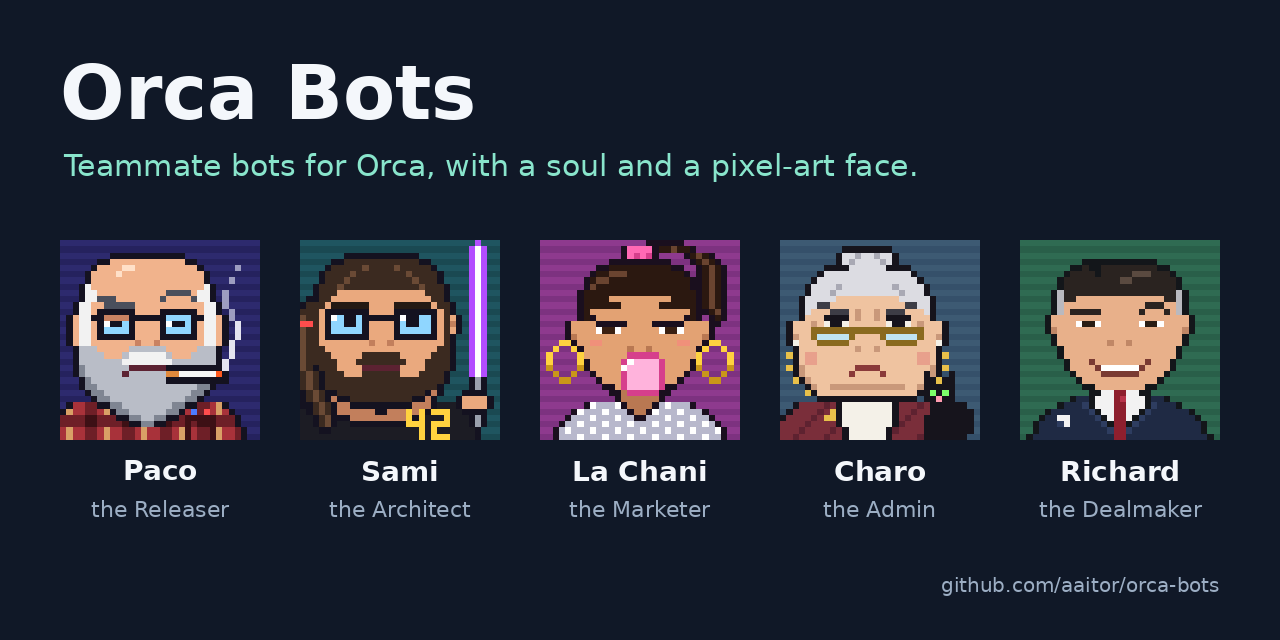 Orca Bots
Teammate bots for Orca, with a soul and a pixel-art face.
42
Paco
the Releaser
Sami
the Architect
La Chani
the Marketer
Charo
the Admin
Richard
the Dealmaker
github.com/aaitor/orca-bots